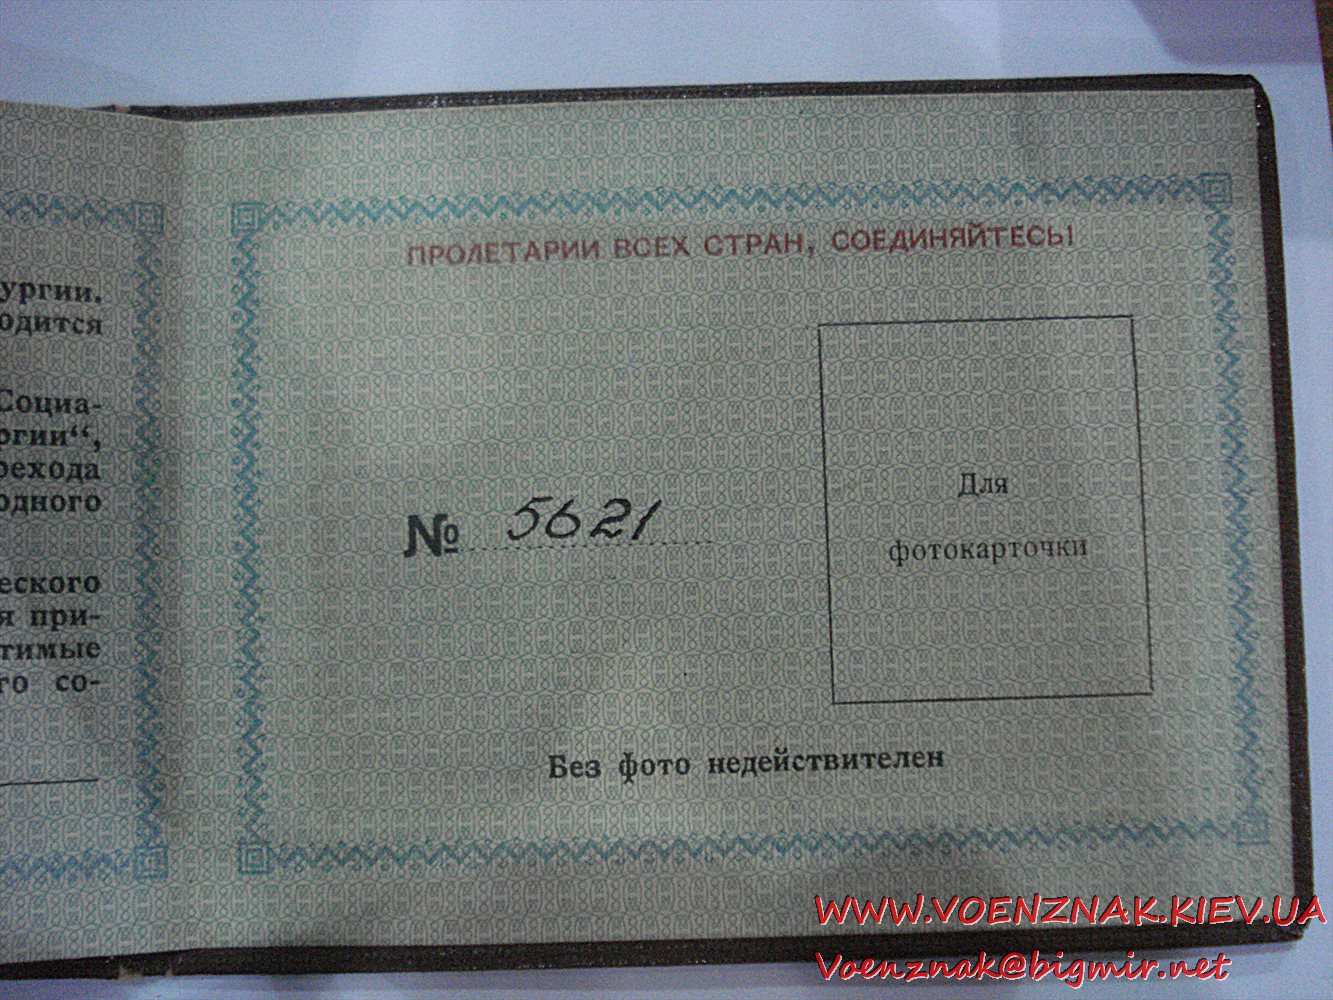 ургии.
одится
Социа-
ргии“,
рехода
одного
еского
я при-
тимые
го со-
ПРОЛЕТАРИИ ВСЕХ СТРАН, СОЕДИНЯЙТЕСЬ!
№ 5621
Для
фотокарточки
Без фото недействителен
WWW.VOENZNAK.KIEV.UA
Voenznak@bigmir.net